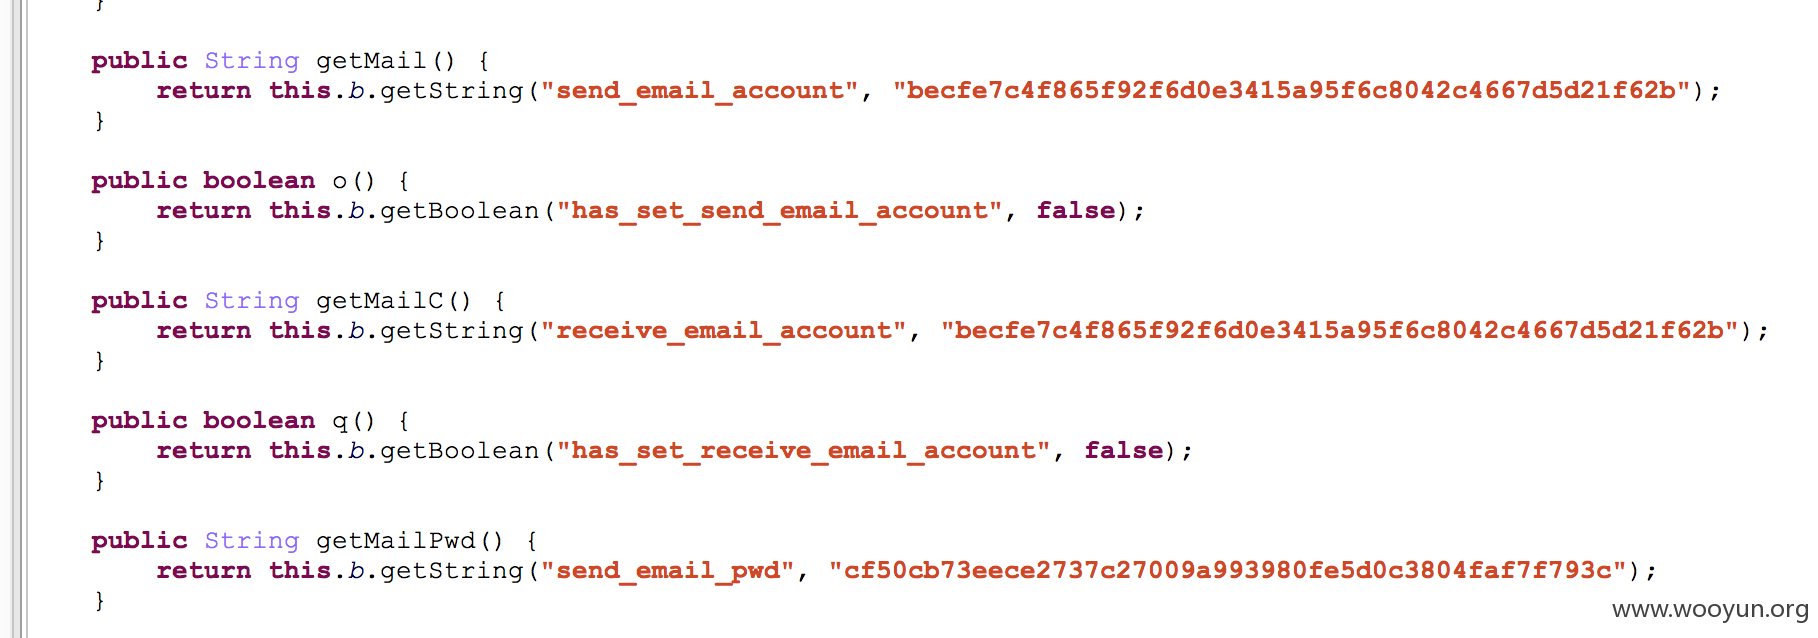 }
public String getMail() {
return this.b.getString("send_email_account", "becfe7c4f865f92f6d0e3415a95f6c8042c4667d5d21f62b");
}
public boolean o() {
return this.b.getBoolean("has_set_send_email_account", false);
}
public String getMailC() {
return this.b.getString("receive_email_account", "becfe7c4f865f92f6d0e3415a95f6c8042c4667d5d21f62b");
}
public boolean q() {
return this.b.getBoolean("has_set_receive_email_account", false);
}
public String getMailPwd() {
return this.b.getString("send_email_pwd", "cf50cb73eece2737c27009a993980fe5d0c3804faf7f793c");
}
www.wooyun.org